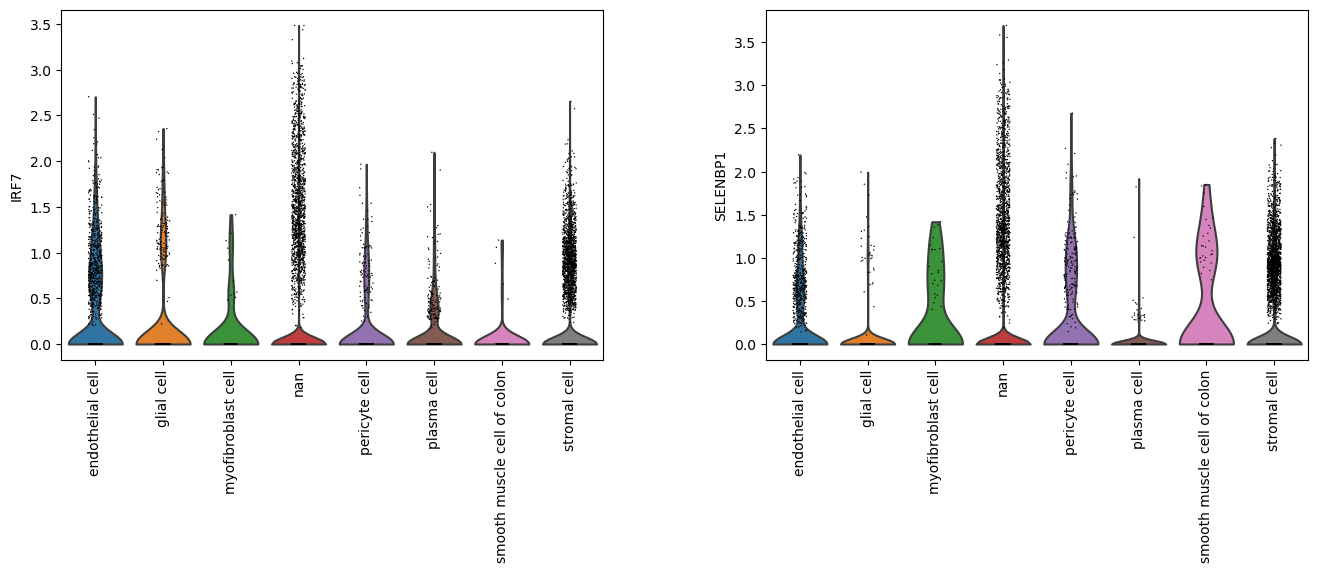 IRF7
3.5
3.0
2.5
2.0
1.5
1.0
0.5
0.0
endothelial cell
glial cell
myofibroblast cell
nan
pericyte cell
plasma cell
smooth muscle cell of colon
stromal cell
SELENBP1
3.5
3.0
2.5
2.0
1.5
1.0
0.5
0.0
endothelial cell
glial cell
myofibroblast cell
nan
pericyte cell
plasma cell
smooth muscle cell of colon
stromal cell